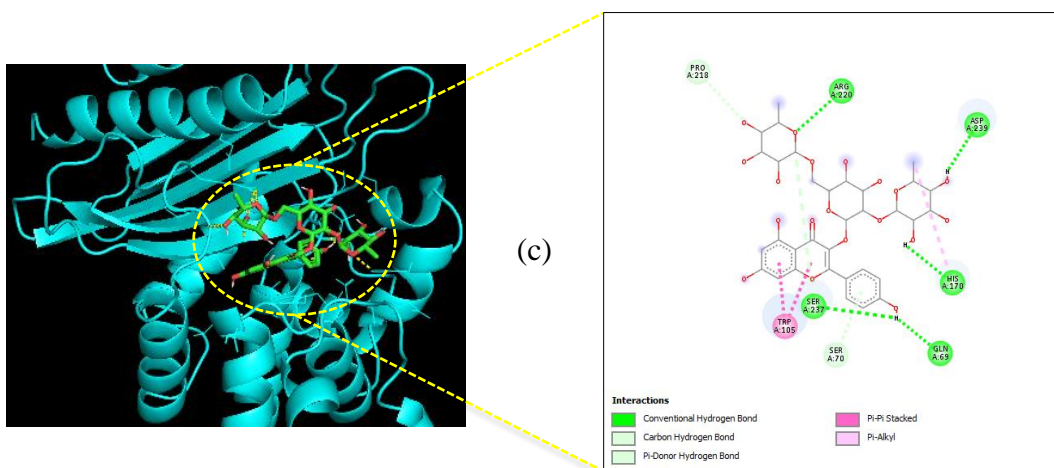 PRO
A:218
ARG
A:220
ASP
A:239
(c)
H
H
HIS
A:170
SER
A:237
TRP
A:105
H
SER
A:70
GLN
A:69
Interactions
Conventional Hydrogen Bond
Carbon Hydrogen Bond
Pi-Donor Hydrogen Bond
Pi-Pi Stacked
Pi-Alkyl